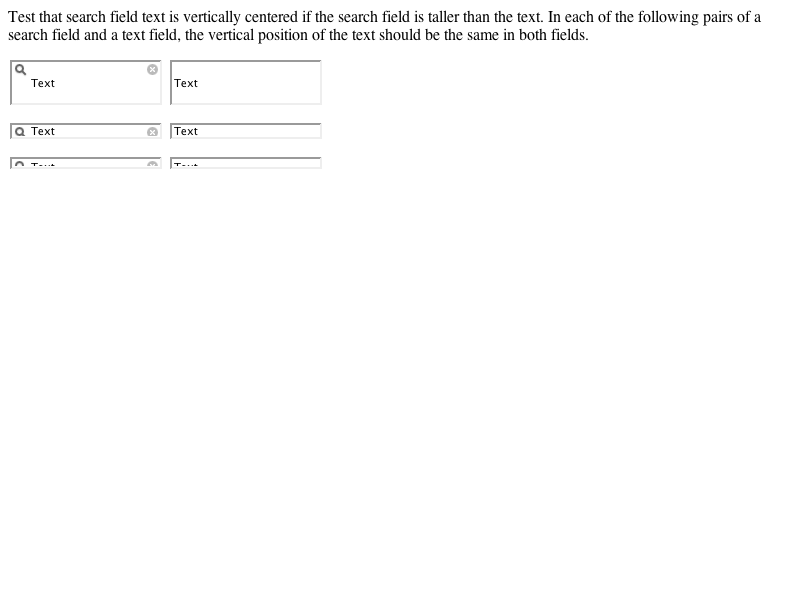 Test that search field text is vertically centered if the search field is taller than the text. In each of the following pairs of a
search field and a text field, the vertical position of the text should be the same in both fields.
Text Text
Text Text
Text Text